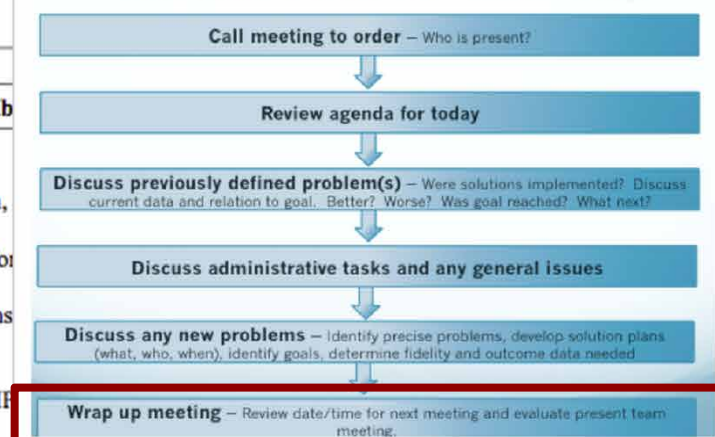 Call meeting to order – Who is present?
Review agenda for today
Discuss previously defined problem(s) – Were solutions implemented? Discuss
current data and relation to goal. Better? Worse? Was goal reached? What next?
Discuss administrative tasks and any general issues
Discuss any new problems – Identify precise problems, develop solution plans
(what, who, when), identify goals, determine fidelity and outcome data needed
Wrap up meeting – Review date/time for next meeting and evaluate present team
meeting.